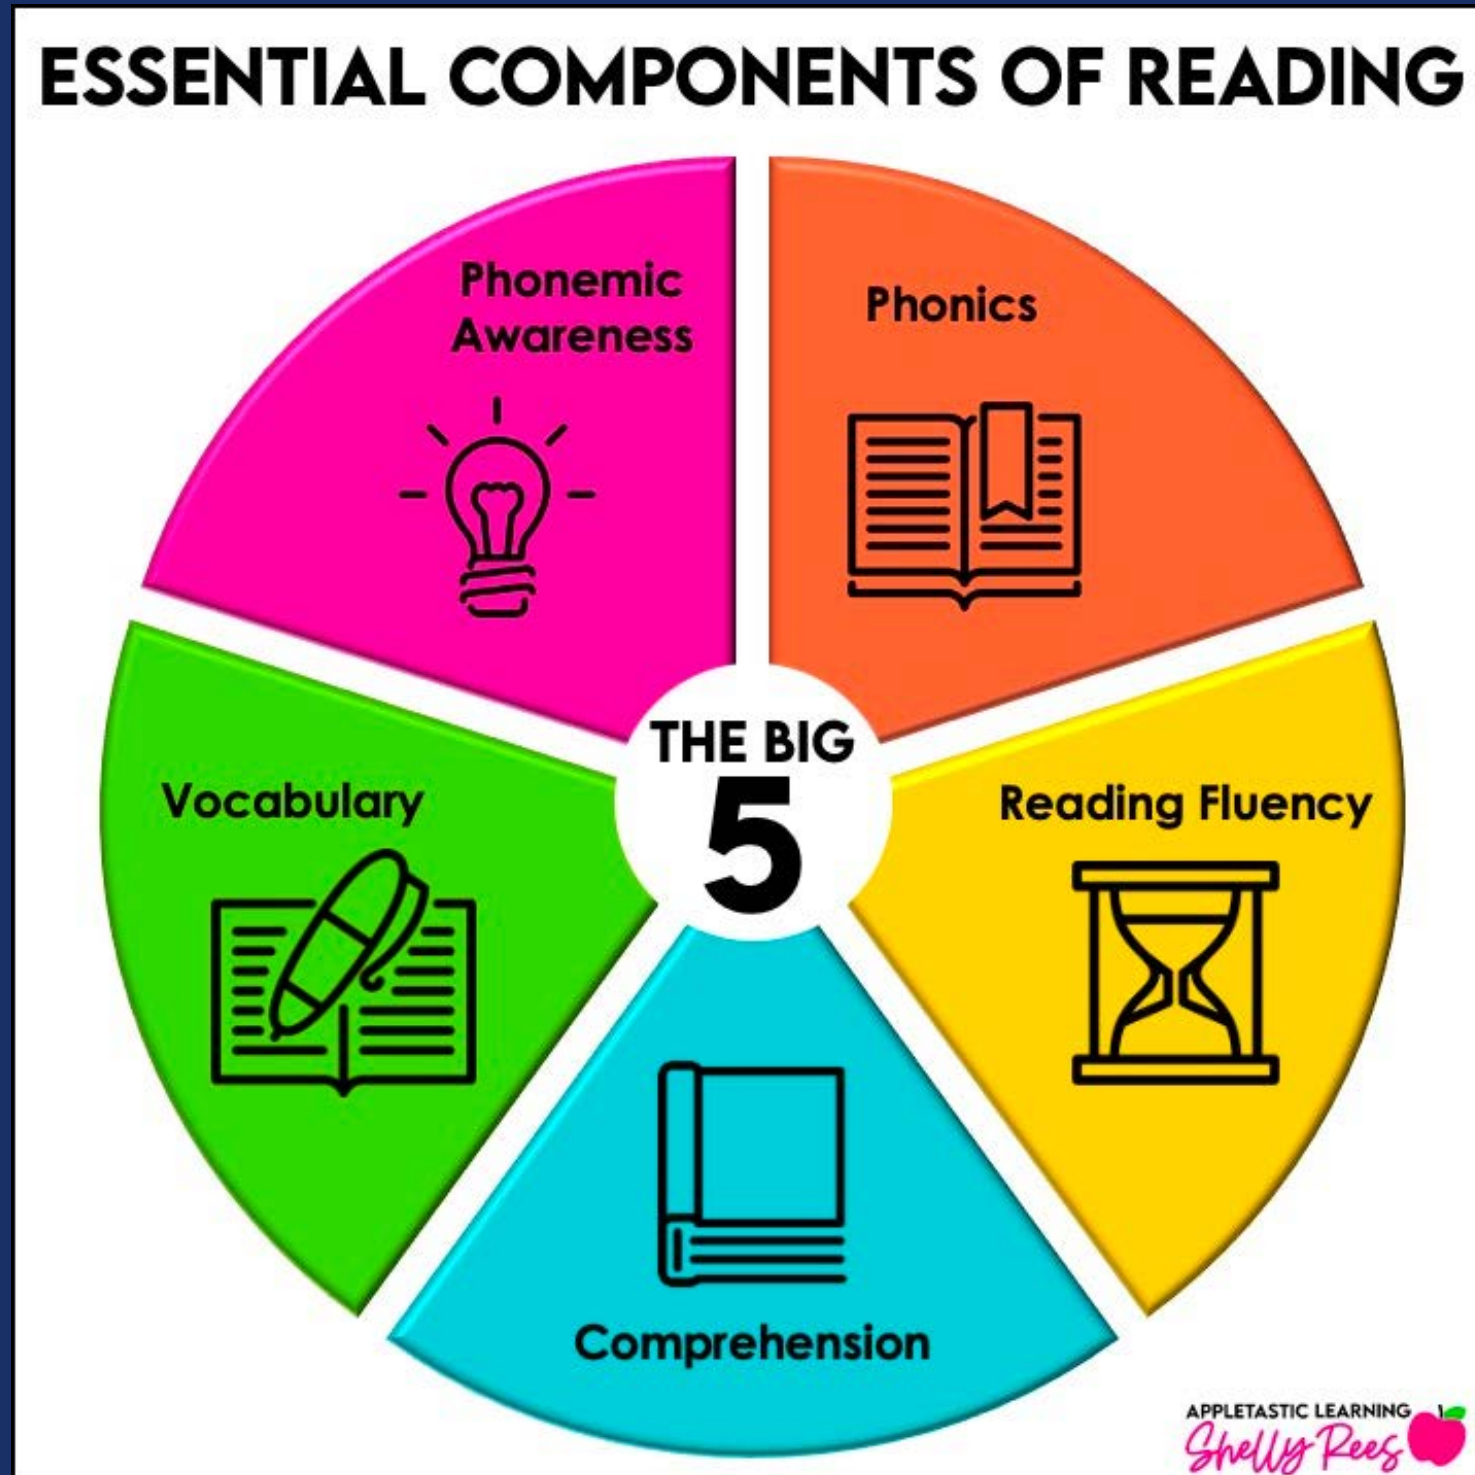 ESSENTIAL COMPONENTS OF READING
Phonemic
Awareness
Phonics
THE BIG
5
Vocabulary
Reading Fluency
Comprehension
APPLETASTIC LEARNING
Shelly Rees